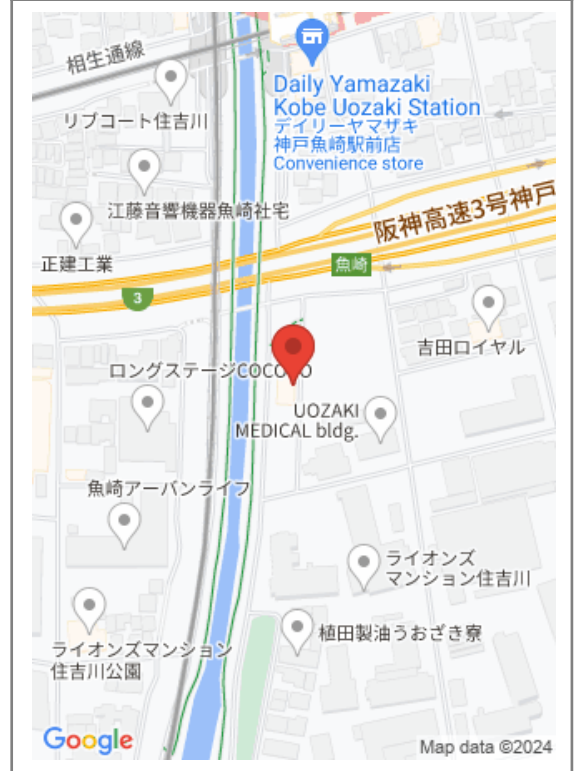 相生通線
Daily Yamazaki
Kobe Uozaki Station
デイリーヤマザキ
神戸魚崎駅前店
Convenience store
リブコート住吉川
江藤音響機器魚崎社宅
阪神高速3号神戸
正建工業
魚崎
3
吉田ロイヤル
ロングステージCOCO
UOZAKI
MEDICAL bldg.
魚崎アーバンライフ
ライオンズ
マンション住吉川
植田製油うおざき寮
ライオンズマンション
住吉川公園
Google
Map data ©2024